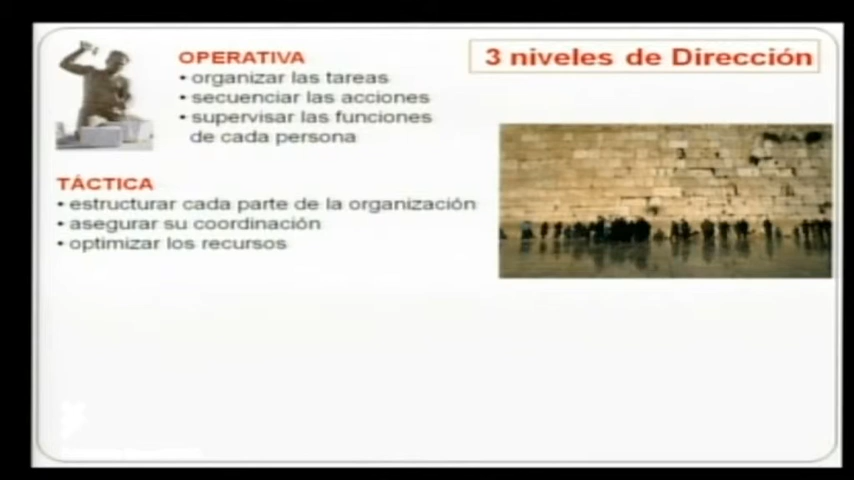 3 niveles de Dirección
OPERATIVA
• organizar las tareas
• secuenciar las acciones
• supervisar las funciones
de cada persona
TÁCTICA
• estructurar cada parte de la organización
• asegurar su coordinación
• optimizar los recursos